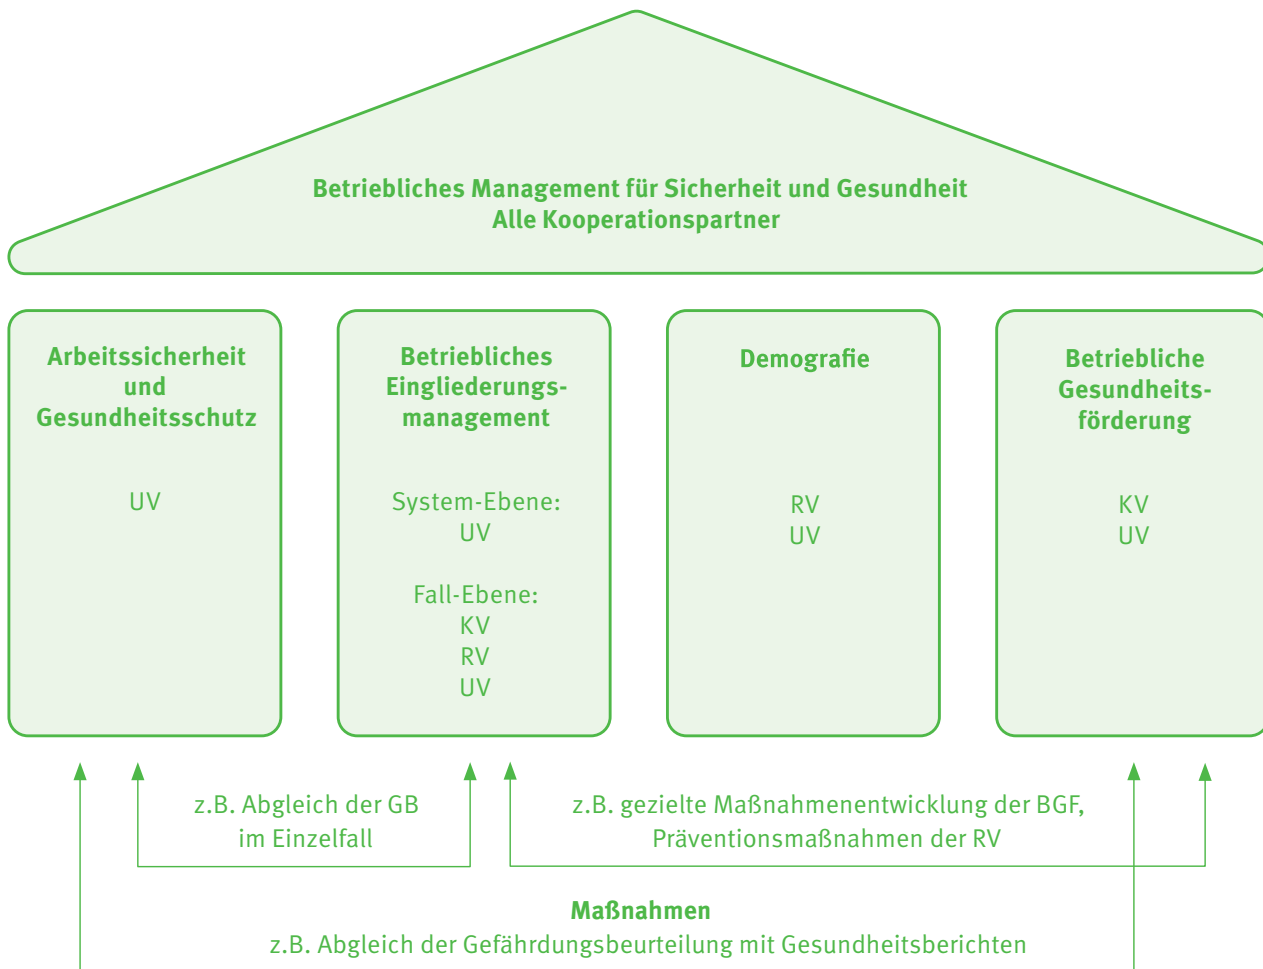 Betriebliches Management für Sicherheit und Gesundheit
Alle Kooperationspartner
Arbeitssicherheit
und
Gesundheitsschutz
UV
Betriebliches
Eingliederungs-
management
System-Ebene:
UV
Fall-Ebene:
KV
RV
UV
Demografie
RV
UV
Betriebliche
Gesundheits-
förderung
KV
UV
z.B. Abgleich der GB
im Einzelfall
z.B. gezielte Maßnahmenentwicklung der BGF,
Präventionsmaßnahmen der RV
Maßnahmen
z.B. Abgleich der Gefährdungsbeurteilung mit Gesundheitsberichten